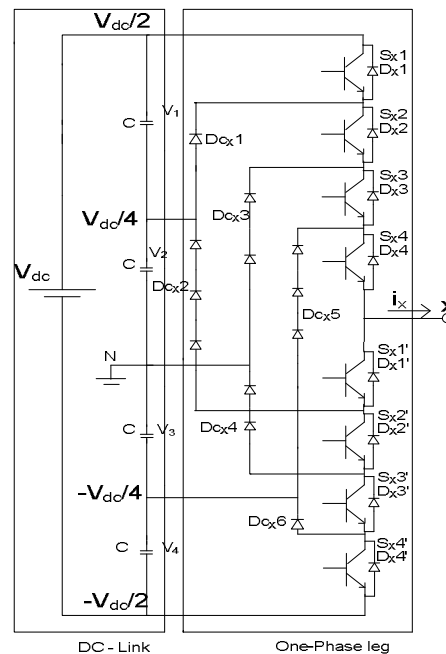 Vdc/2
Sx1
Dx1
C
V1
Dcx1
Sx2
Dx2
Sx3
Dx3
Vdc/4
Dcx3
Sx4
Dx4
V2
C
Vdc
Dcx2
Dcx5
ix
x
N
Sx1'
Dx1'
Dcx4
C
V3
Sx2'
Dx2'
Sx3'
Dx3'
-Vdc/4
Dcx6
C
V4
Sx4'
Dx4'
-Vdc/2
DC - Link
One-Phase leg